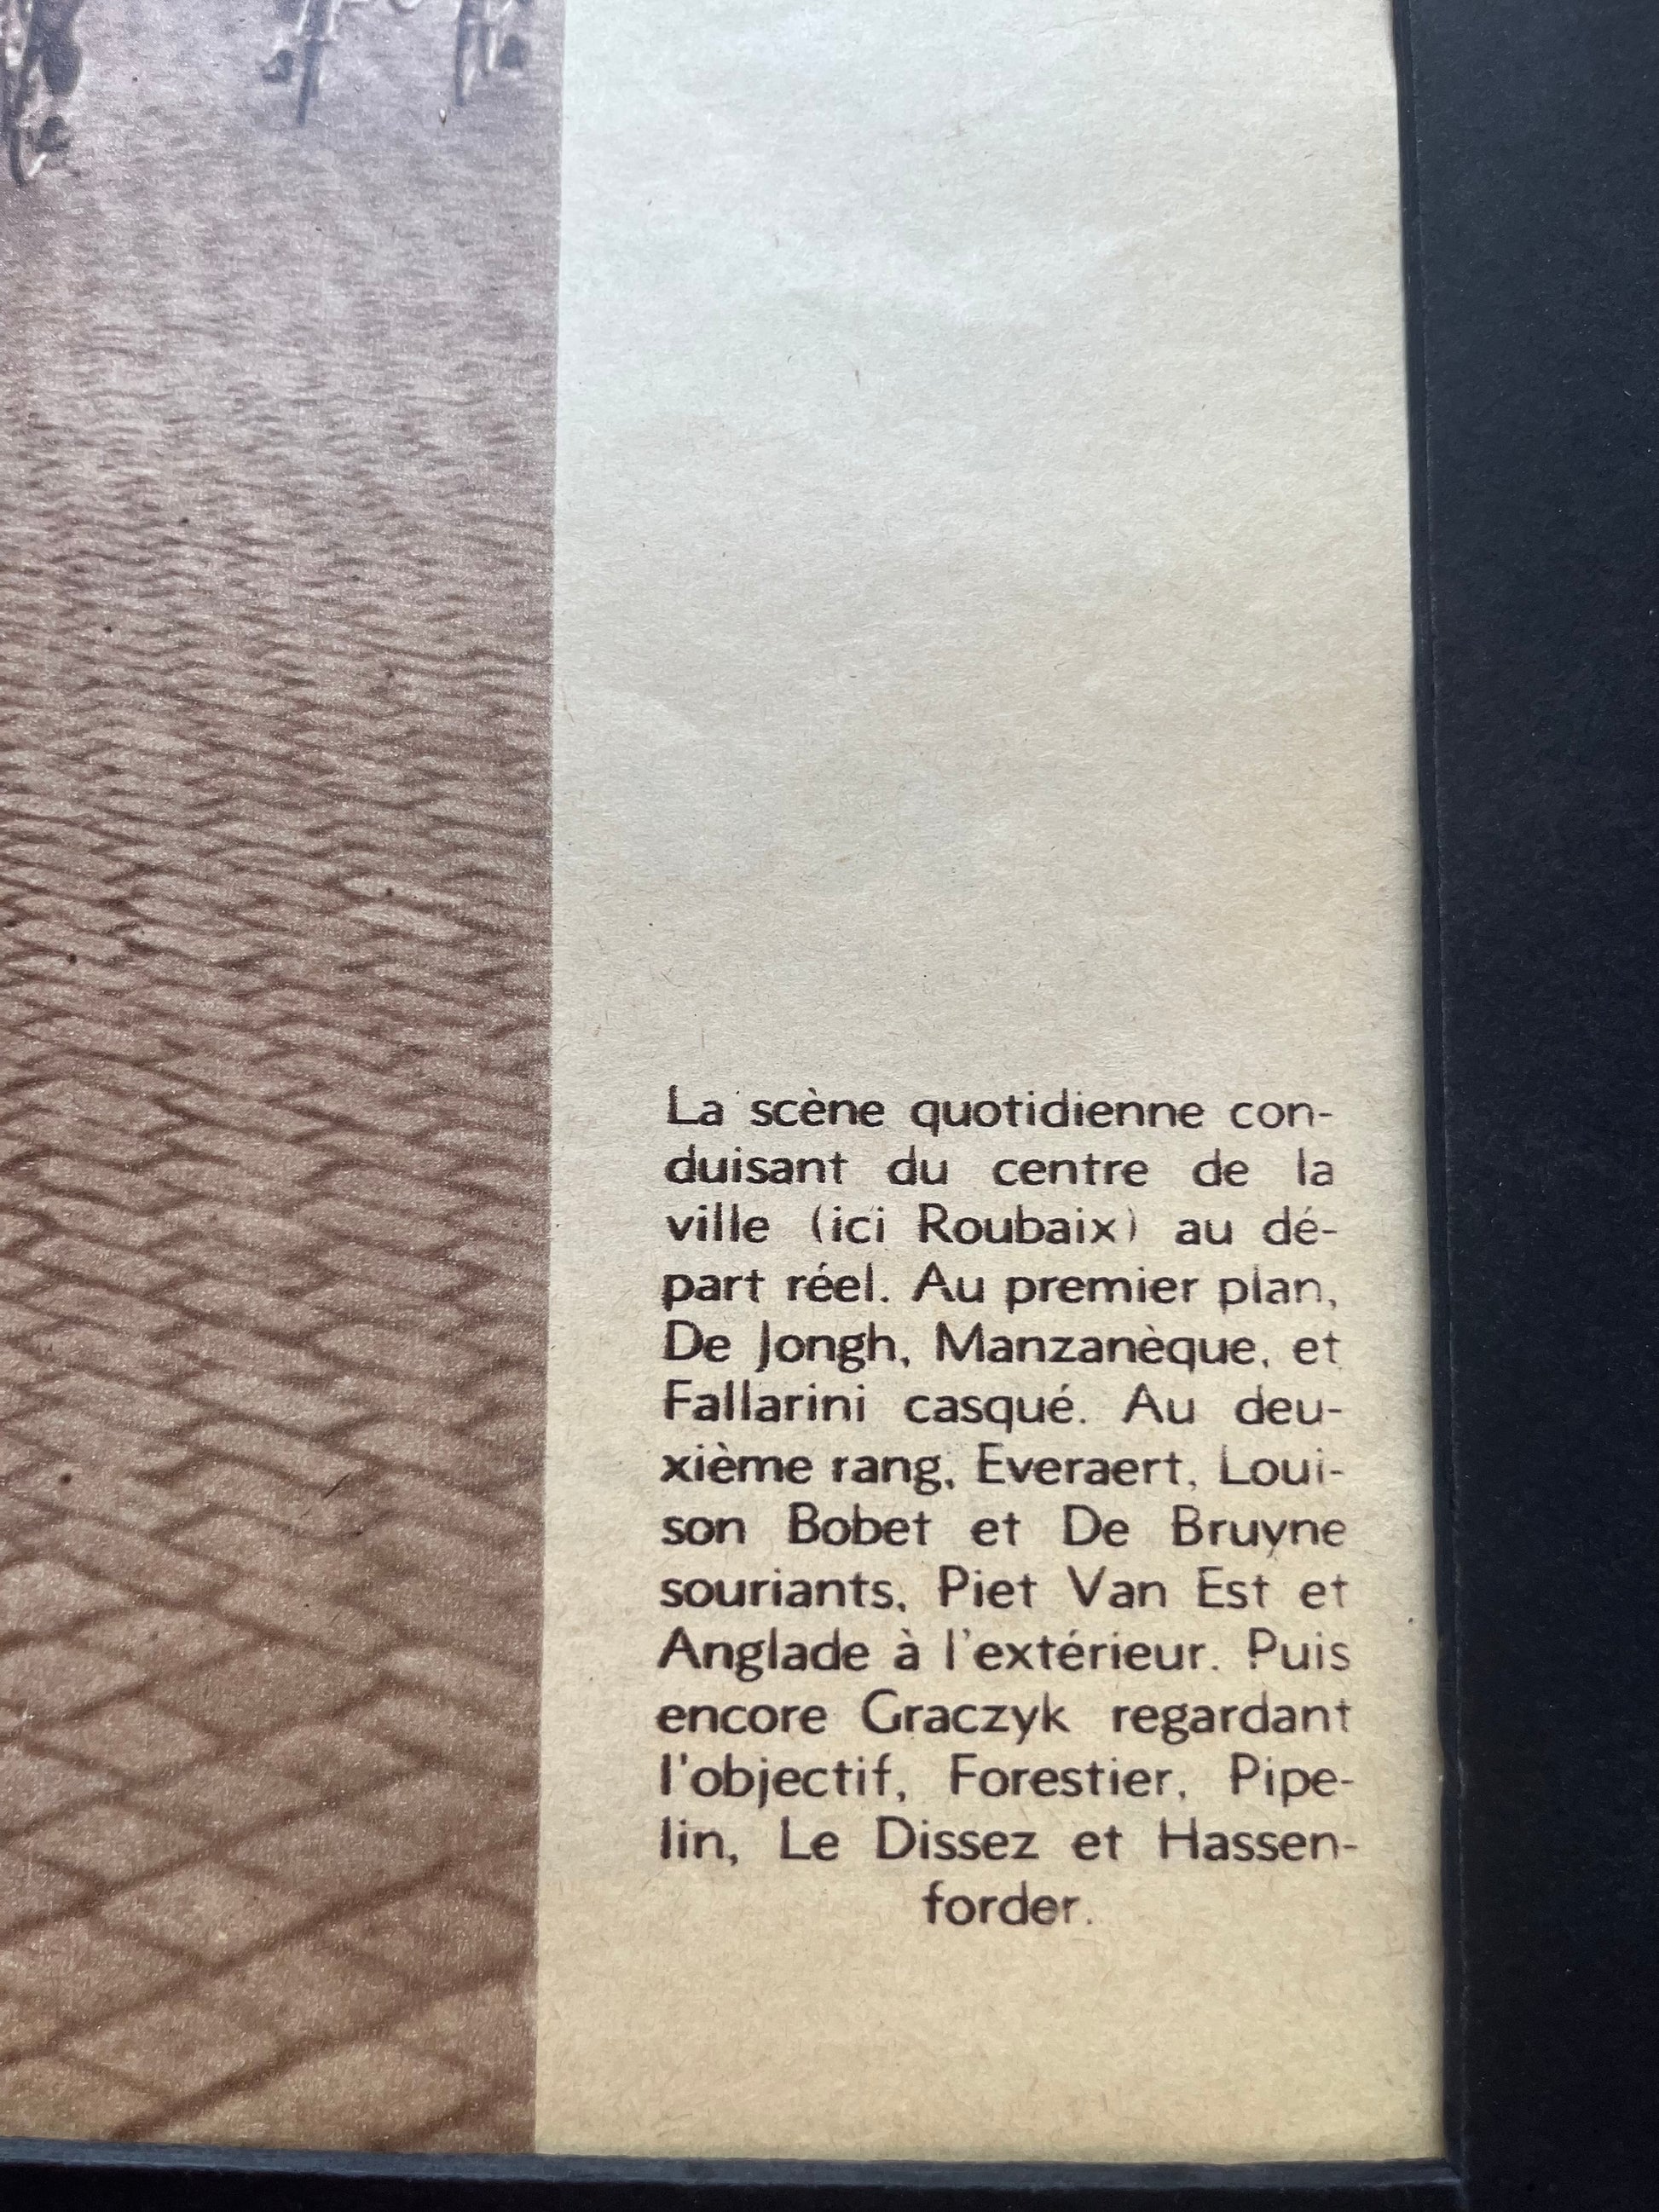 La scène quotidienne con-
duisant du centre de la
ville (ici Roubaix) au dé-
part réel. Au premier plan,
De Jongh, Manzanèque, et
Fallarini casqué. Au deu-
xième rang, Everaert, Loui-
son Bobet et De Bruyne
souriants, Piet Van Est et
Anglade à l'extérieur. Puis
encore Graczyk regardant
l'objectif, Forestier, Pipe-
lin, Le Dissez et Hassen-
forder.